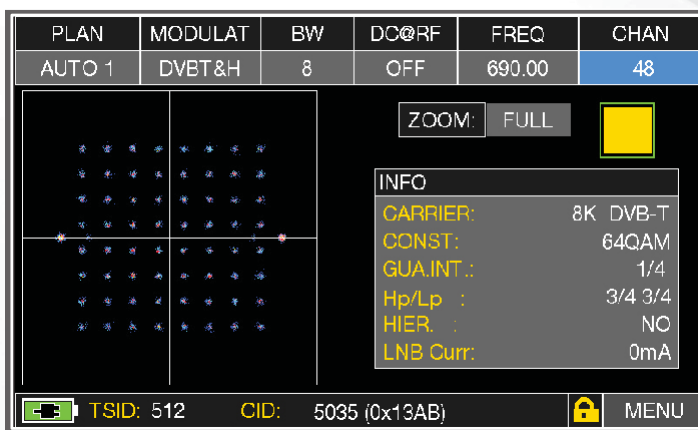 PLAN MODULAT BW DC@RF FREQ CHAN
AUTO 1 DVBT&H 8 OFF 690.00 48
ZOOM: FULL
INFO
CARRIER: 8K DVB-T
CONST: 64QAM
GUA.INT.: 1/4
Hp/Lp : 3/4 3/4
HIER. : NO
LNB Curr: 0mA
TSID: 512 CID: 5035 (0x13AB) MENU